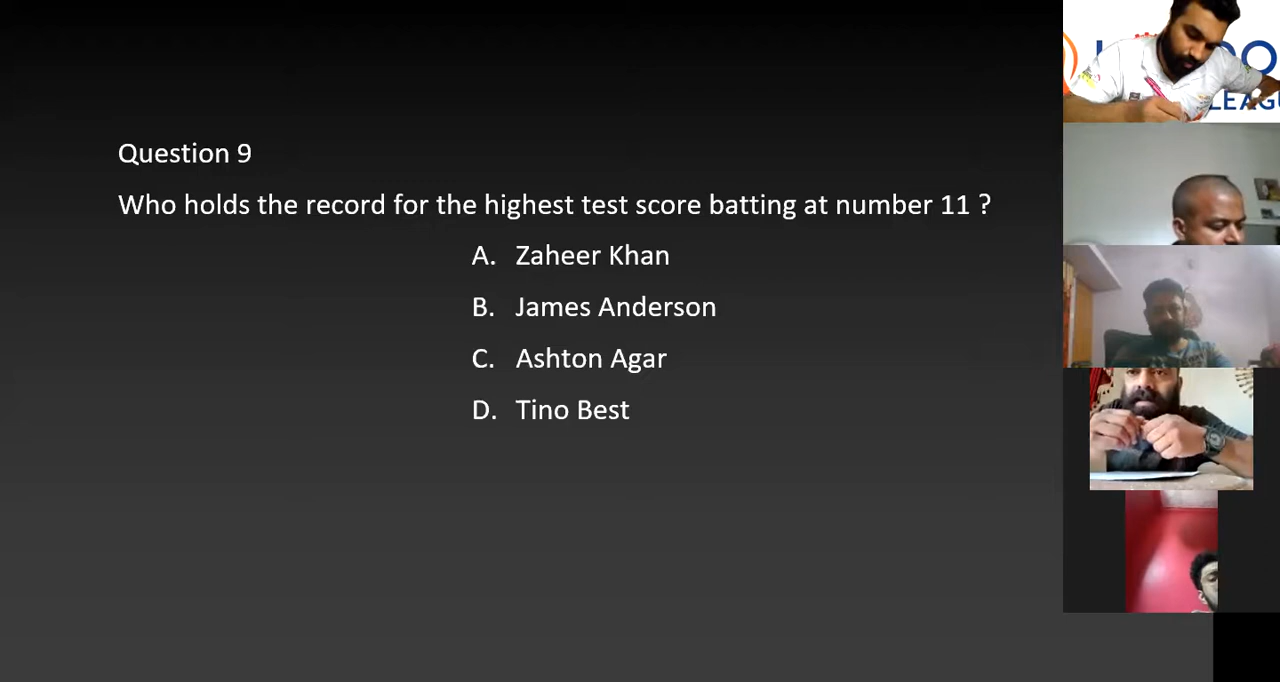 Question 9
Who holds the record for the highest test score batting at number 11 ?
A. Zaheer Khan
B. James Anderson
C. Ashton Agar
D. Tino Best